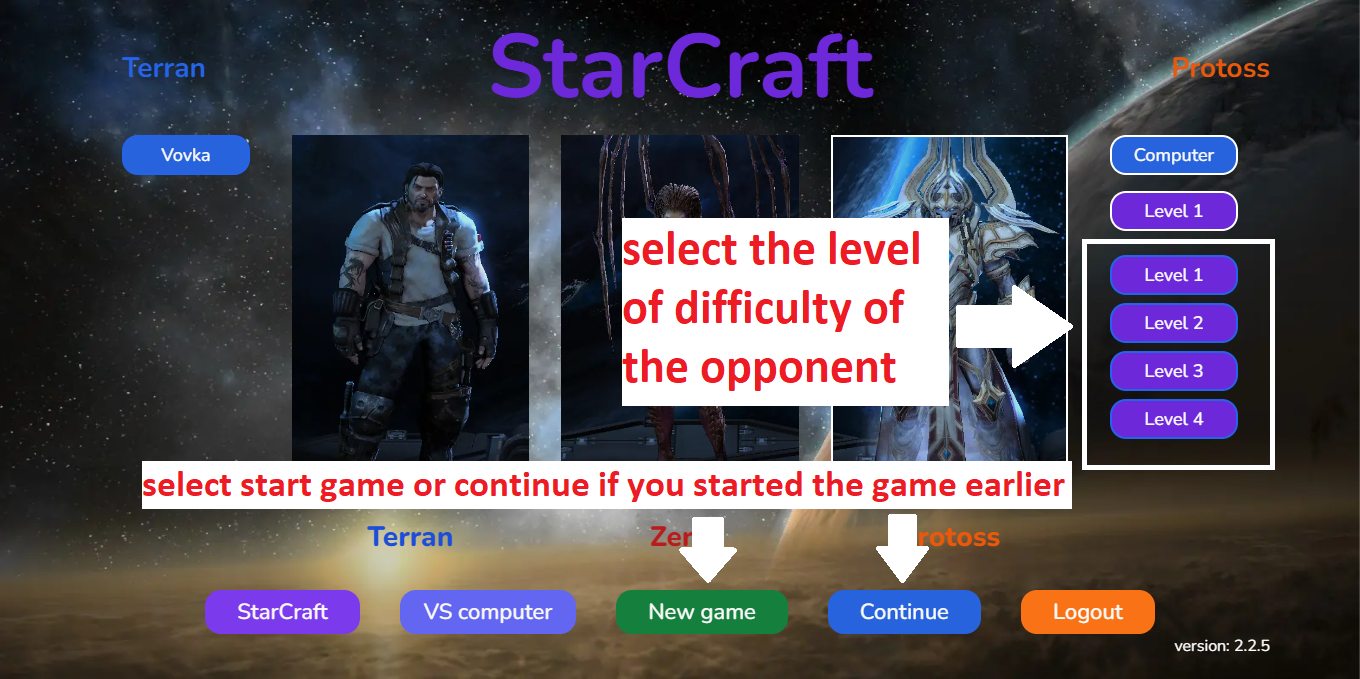 StarCraft
Terran
Protoss
Vovka
Computer
Level 1
select the level
of difficulty of
the opponent
Level 1
Level 2
Level 3
Level 4
select start game or continue if you started the game earlier
Terran
Zer
rotoss
StarCraft
VS computer
New game
Continue
Logout
version: 2.2.5